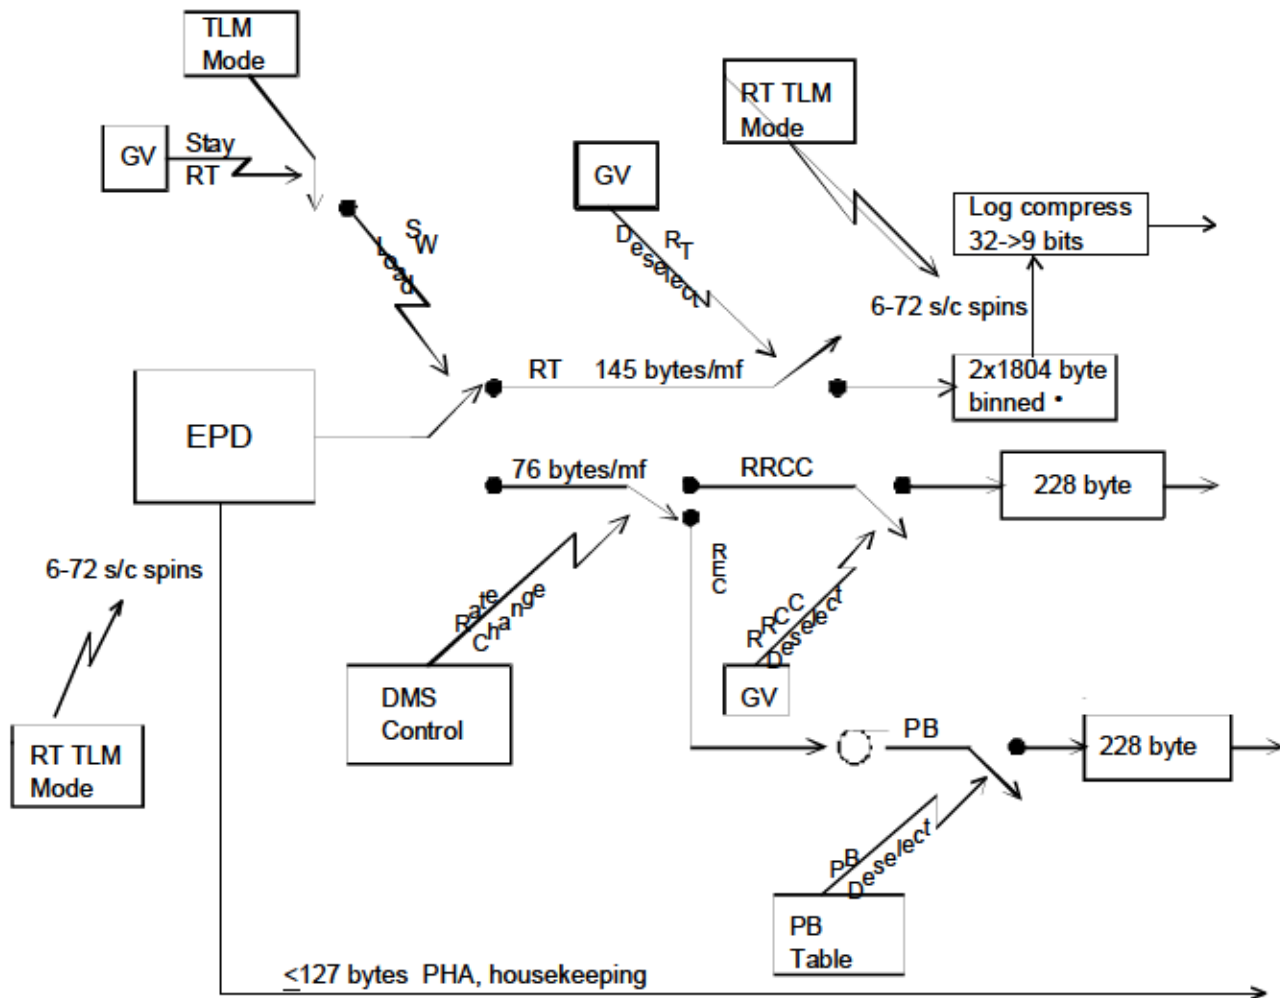 TLM
Mode
GV
Stay
RT
SW
Load
GV
RT
Deselect
RT TLM
Mode
Log compress
32->9 bits
6-72 s/c spins
RT 145 bytes/mf
2x1804 byte
binned *
EPD
76 bytes/mf
RRCC
228 byte
6-72 s/c spins
REC
Rate
Change
RRCC
Deselect
DMS
Control
GV
RT TLM
Mode
PB
228 byte
PB
Deselect
PB
Table
<127 bytes PHA, housekeeping